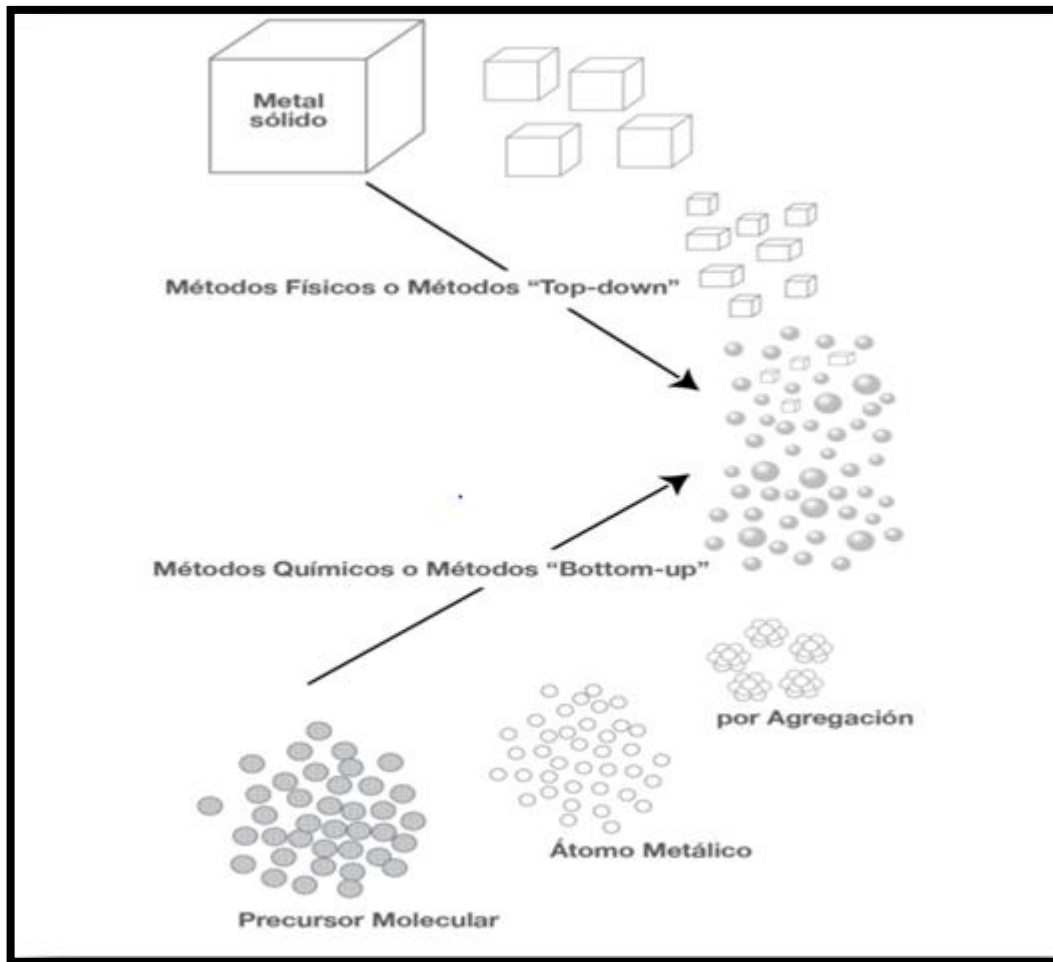 Metal
sólido
Métodos Físicos o Métodos “Top-down”
Métodos Químicos o Métodos “Bottom-up”
por Agregación
Átomo Metálico
Precursor Molecular